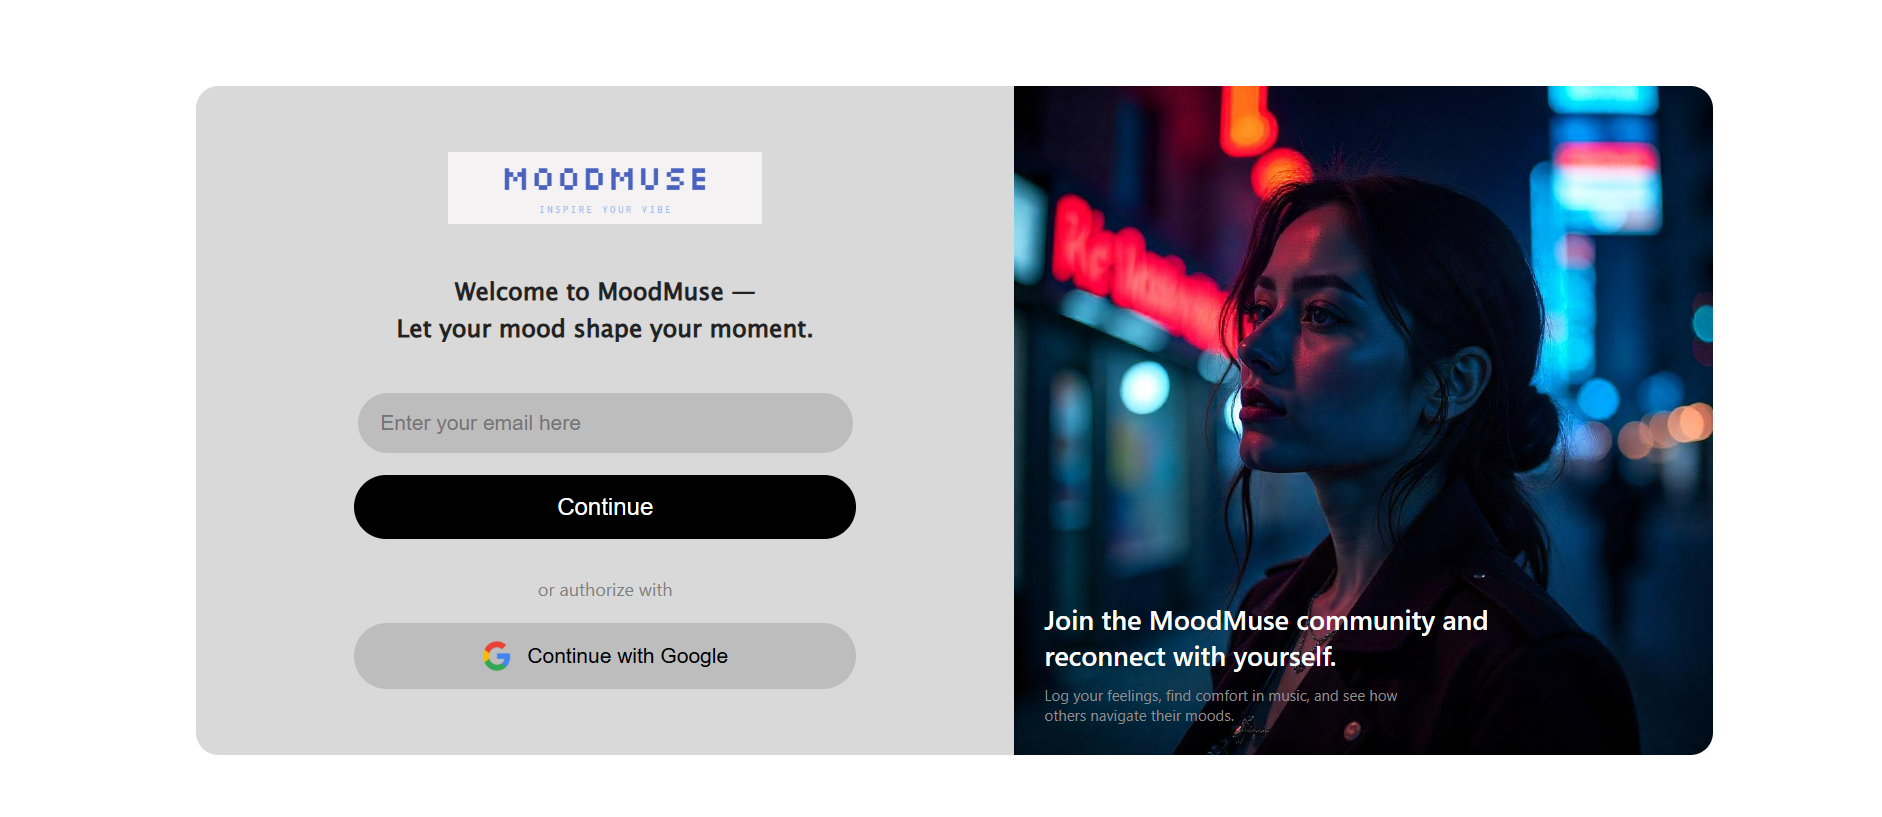 MOODMUSE
INSPIRE YOUR VIBE
Welcome to MoodMuse —
Let your mood shape your moment.
Enter your email here
Continue
or authorize with
Continue with Google
Join the MoodMuse community and
reconnect with yourself.
Log your feelings, find comfort in music, and see how
others navigate their moods.